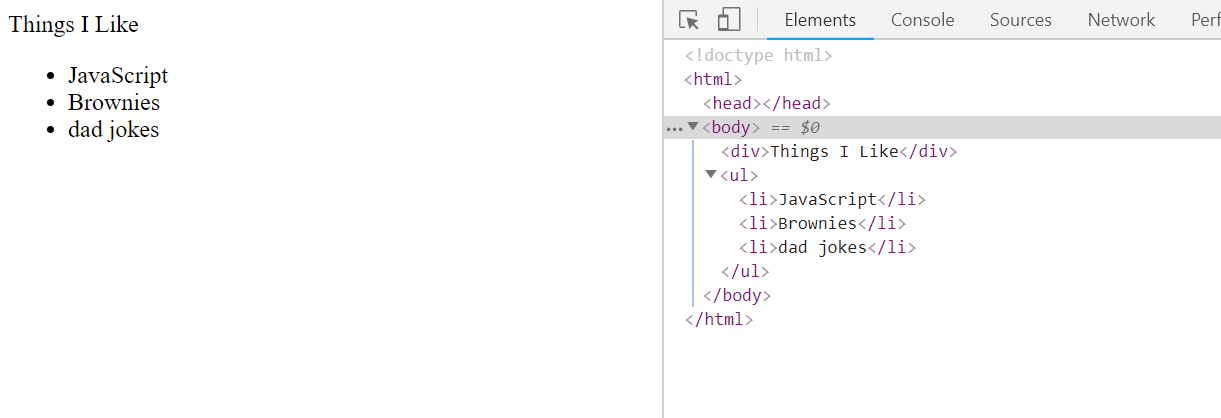 Things I Like
• JavaScript
• Brownies
• dad jokes
Elements Console Sources Network Perf
<!doctype html>
<html>
<head></head>
… ▼<body> == $0
<div>Things I Like</div>
▼<ul>
<li>JavaScript</li>
<li>Brownies</li>
<li>dad jokes</li>
</ul>
</body>
</html>